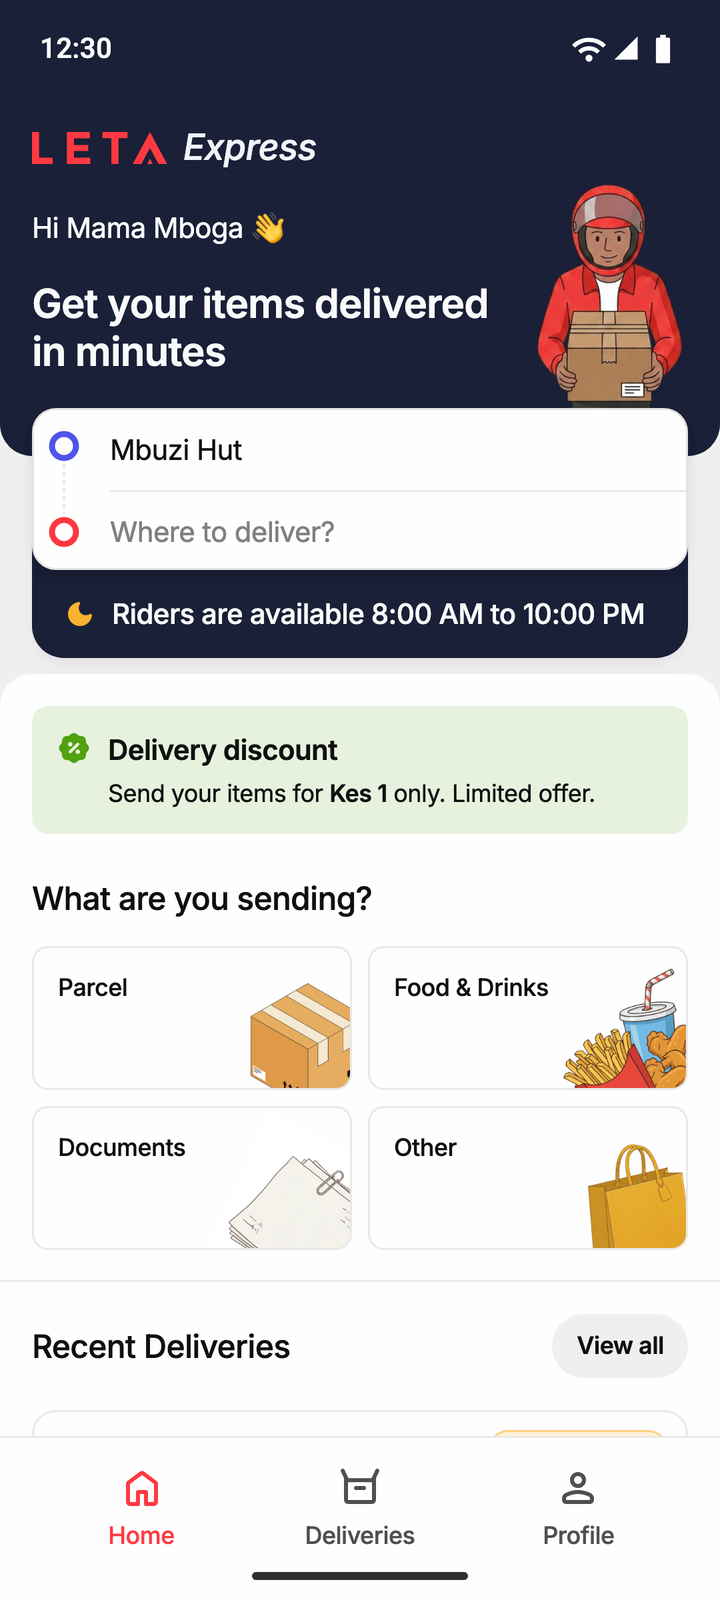 12:30
LETA Express
Hi Mama Mboga 👋
Get your items delivered
in minutes
Mbuzi Hut
Where to deliver?
Riders are available 8:00 AM to 10:00 PM
Delivery discount
Send your items for Kes 1 only. Limited offer.
What are you sending?
Parcel
Food & Drinks
Documents
Other
Recent Deliveries
View all
Home
Deliveries
Profile